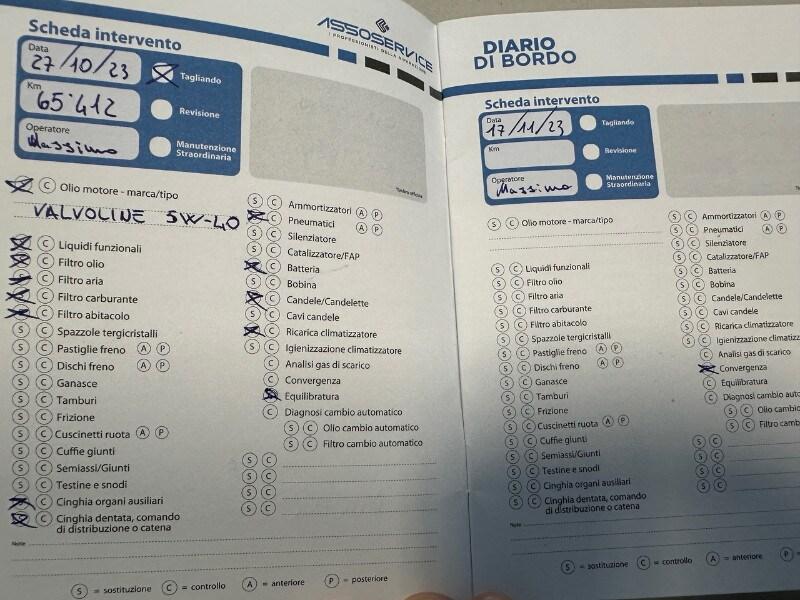 Scheda intervento
ASSOSERVICE
I PROFESSIONISTI DELLA RIPARAZIONE
Data
27/10/23
Tagliando
Km
65.412
Revisione
Operatore
Massimo
Manutenzione
Straordinaria
Timbro officina
S C Olio motore - marca/tipo
VALVOLINE 5W-40
C Liquidi funzionali
C Filtro olio
C Filtro aria
C Filtro carburante
C Filtro abitacolo
S C Spazzole tergicristalli
S C Pastiglie freno A P
S C Dischi freno A P
S C Ganasce
S C Tamburi
S C Frizione
S C Cuscinetti ruota A P
S C Cuffie giunti
S C Semiassi/Giunti
S C Testine e snodi
C Cinghia organi ausiliari
C Cinghia dentata, comando
di distribuzione o catena
S C Ammortizzatori A P
C Pneumatici A P
S C Silenziatore
S C Catalizzatore/FAP
C Batteria
S C Bobina
C Candele/Candelette
S C Cavi candele
C Ricarica climatizzatore
S C Igienizzazione climatizzatore
C Analisi gas di scarico
C Convergenza
Equilibratura
C Diagnosi cambio automatico
S C Olio cambio automatico
S C Filtro cambio automatico
S C
S C
S C
S C
Note
S = sostituzione C = controllo A = anteriore P = posteriore
DIARIO
DI BORDO
Scheda intervento
Data
17/11/23
Tagliando
Km
Revisione
Operatore
Massimo
Manutenzione
Straordinaria
S C Olio motore - marca/tipo
S C Liquidi funzionali
S C Filtro olio
S C Filtro aria
S C Filtro carburante
S C Filtro abitacolo
S C Spazzole tergicristalli
S C Pastiglie freno A P
S C Dischi freno A P
S C Ganasce
S C Tamburi
S C Frizione
S C Cuscinetti ruota A P
S C Cuffie giunti
S C Semiassi/Giunti
S C Testine e snodi
S C Cinghia organi ausiliari
S C Cinghia dentata, comando
di distribuzione o catena
S C Ammortizzatori A P
S C Pneumatici A P
S C Silenziatore
S C Catalizzatore/FAP
S C Batteria
S C Bobina
S C Candele/Candelette
S C Cavi candele
S C Ricarica climatizzatore
S C Igienizzazione climatizz
C Analisi gas di scarico
Convergenza
C Equilibratura
C Diagnosi cambio auto
S C Olio cambio
S C Filtro camb
S C
S C
S C
S C
Note
S = sostituzione C = controllo A = anteriore P =